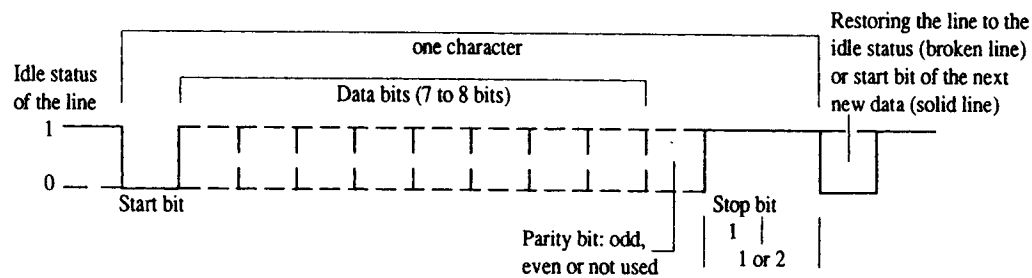 Restoring the line to the
idle status (broken line)
or start bit of the next
new data (solid line)
one character
Idle status
of the line
Data bits (7 to 8 bits)
1
0
Start bit
Stop bit
1
1 or 2
Parity bit: odd,
even or not used